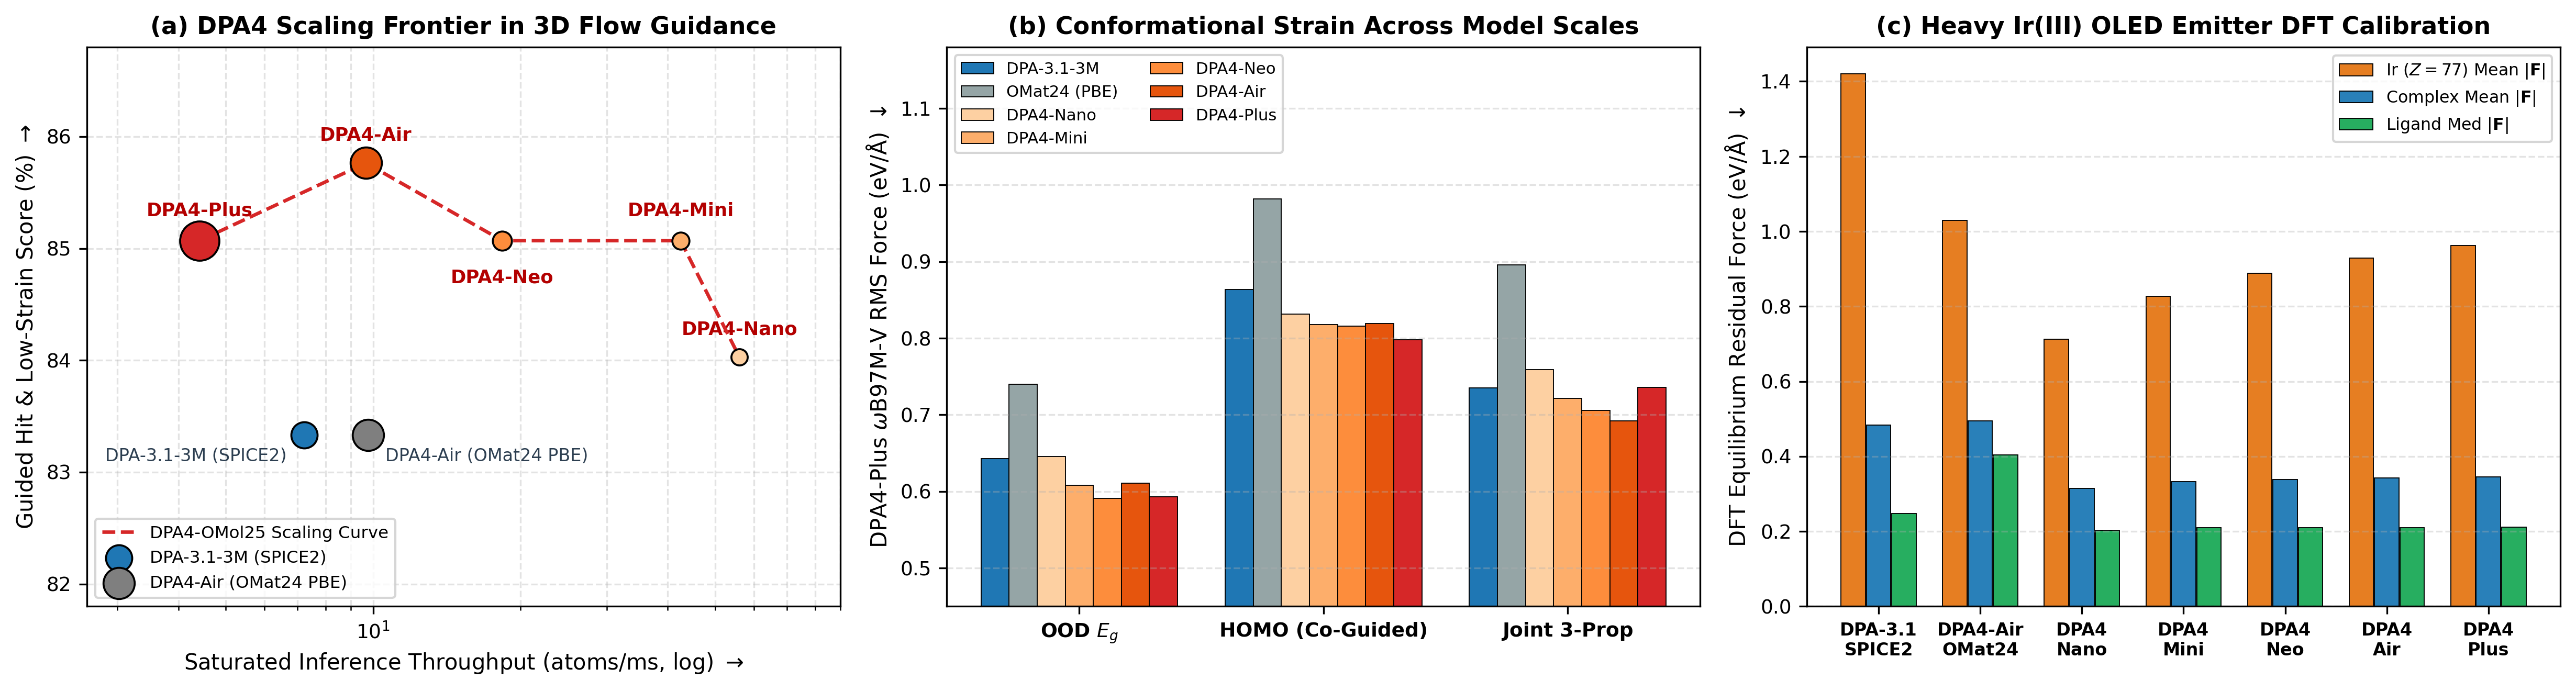 (a) DPA4 Scaling Frontier in 3D Flow Guidance
Guided Hit & Low-Strain Score (%) →
86
85
84
83
82
DPA4-Air
DPA4-Plus
DPA4-Mini
DPA4-Neo
DPA4-Nano
DPA-3.1-3M (SPICE2)
DPA4-Air (OMat24 PBE)
DPA4-OMol25 Scaling Curve
DPA-3.1-3M (SPICE2)
DPA4-Air (OMat24 PBE)
10¹
Saturated Inference Throughput (atoms/ms, log) →
(b) Conformational Strain Across Model Scales
DPA4-Plus ωB97M-V RMS Force (eV/Å) ↓
1.1
1.0
0.9
0.8
0.7
0.6
0.5
DPA-3.1-3M
OMat24 (PBE)
DPA4-Nano
DPA4-Mini
DPA4-Neo
DPA4-Air
DPA4-Plus
OOD E_g
HOMO (Co-Guided)
Joint 3-Prop
(c) Heavy Ir(III) OLED Emitter DFT Calibration
DFT Equilibrium Residual Force (eV/Å) ↓
1.4
1.2
1.0
0.8
0.6
0.4
0.2
0.0
Ir (Z = 77) Mean |F|
Complex Mean |F|
Ligand Med |F|
DPA-3.1
SPICE2
DPA4-Air
OMat24
DPA4
Nano
DPA4
Mini
DPA4
Neo
DPA4
Air
DPA4
Plus